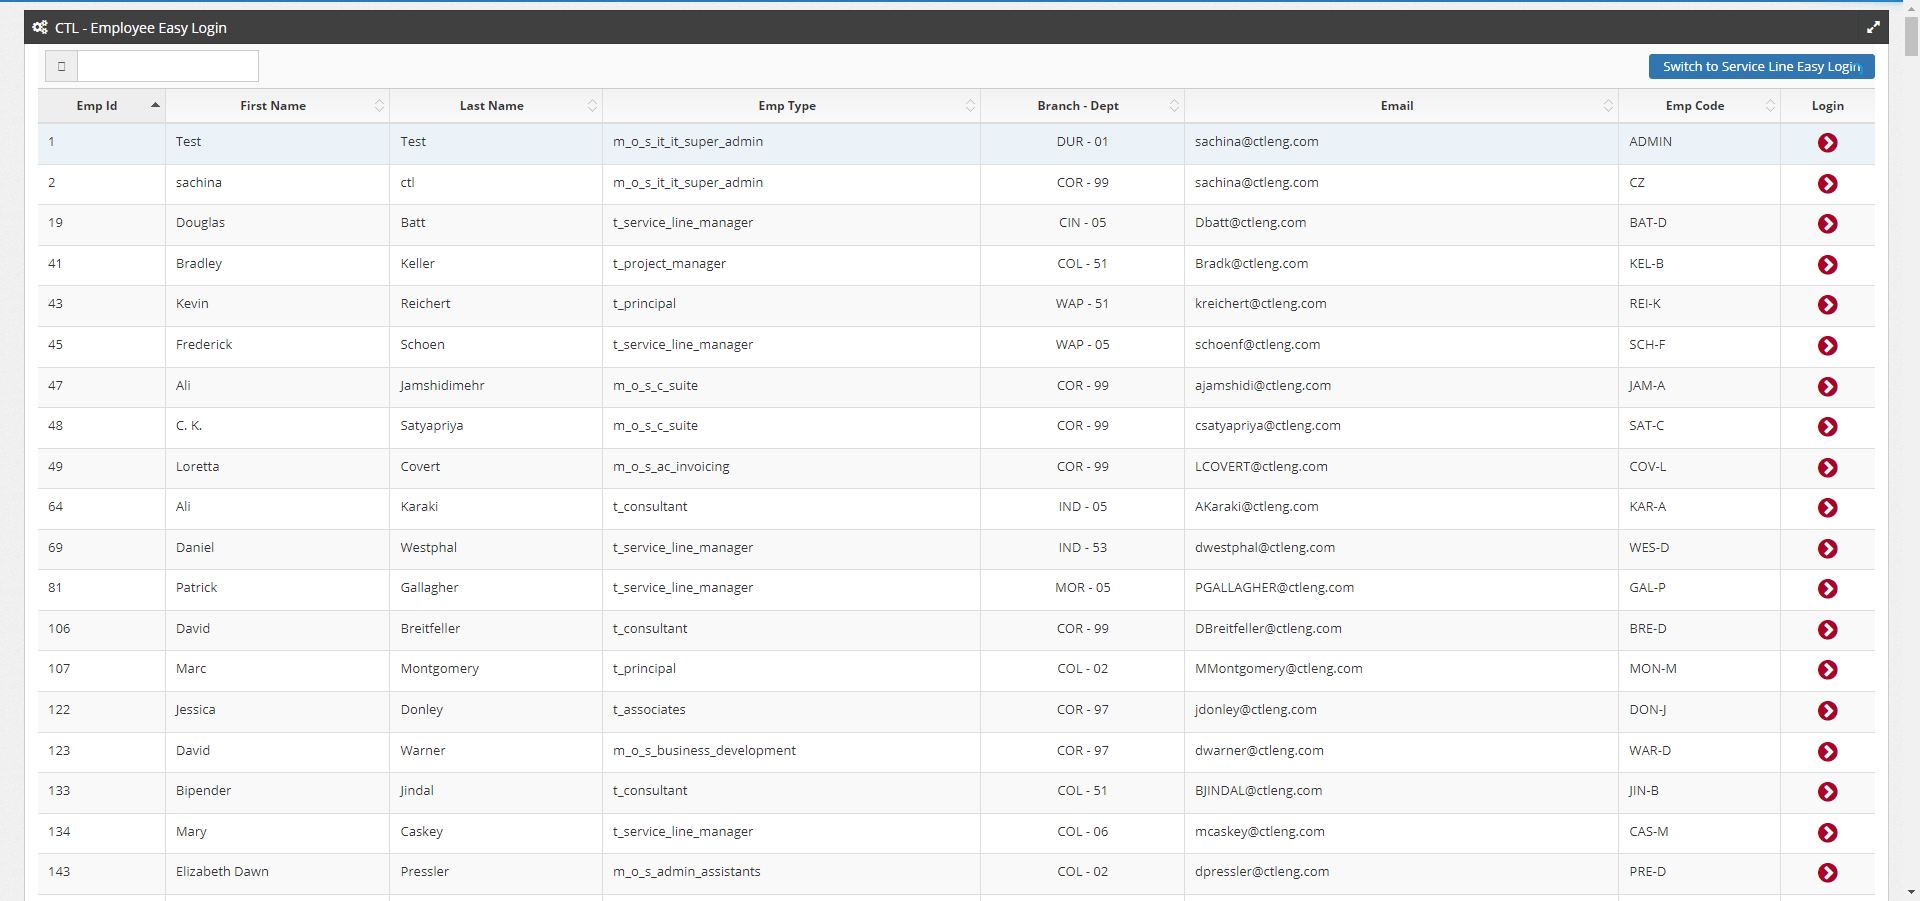 CTL - Employee Easy Login
Switch to Service Line Easy Login
Emp Id First Name Last Name Emp Type Branch - Dept Email Emp Code Login
1 Test Test m_o_s_it_it_super_admin DUR - 01 sachina@ctleng.com ADMIN
2 sachina ctl m_o_s_it_it_super_admin COR - 99 sachina@ctleng.com CZ
19 Douglas Batt t_service_line_manager CIN - 05 Dbatt@ctleng.com BAT-D
41 Bradley Keller t_project_manager COL - 51 Bradk@ctleng.com KEL-B
43 Kevin Reichert t_principal WAP - 51 kreichert@ctleng.com REI-K
45 Frederick Schoen t_service_line_manager WAP - 05 schoenf@ctleng.com SCH-F
47 Ali Jamshidimehr m_o_s_c_suite COR - 99 ajamshidi@ctleng.com JAM-A
48 C. K. Satyapriya m_o_s_c_suite COR - 99 csatyapriya@ctleng.com SAT-C
49 Loretta Covert m_o_s_ac_invoicing COR - 99 LCOVERT@ctleng.com COV-L
64 Ali Karaki t_consultant IND - 05 AKaraki@ctleng.com KAR-A
69 Daniel Westphal t_service_line_manager IND - 53 dwestphal@ctleng.com WES-D
81 Patrick Gallagher t_service_line_manager MOR - 05 PGALLAGHER@ctleng.com GAL-P
106 David Breitfeller t_consultant COR - 99 DBreitfeller@ctleng.com BRE-D
107 Marc Montgomery t_principal COL - 02 MMontgomery@ctleng.com MON-M
122 Jessica Donley t_associates COR - 97 jdonley@ctleng.com DON-J
123 David Warner m_o_s_business_development COR - 97 dwarner@ctleng.com WAR-D
133 Bipender Jindal t_consultant COL - 51 BJINDAL@ctleng.com JIN-B
134 Mary Caskey t_service_line_manager COL - 06 mcaskey@ctleng.com CAS-M
143 Elizabeth Dawn Pressler m_o_s_admin_assistants COL - 02 dpressler@ctleng.com PRE-D